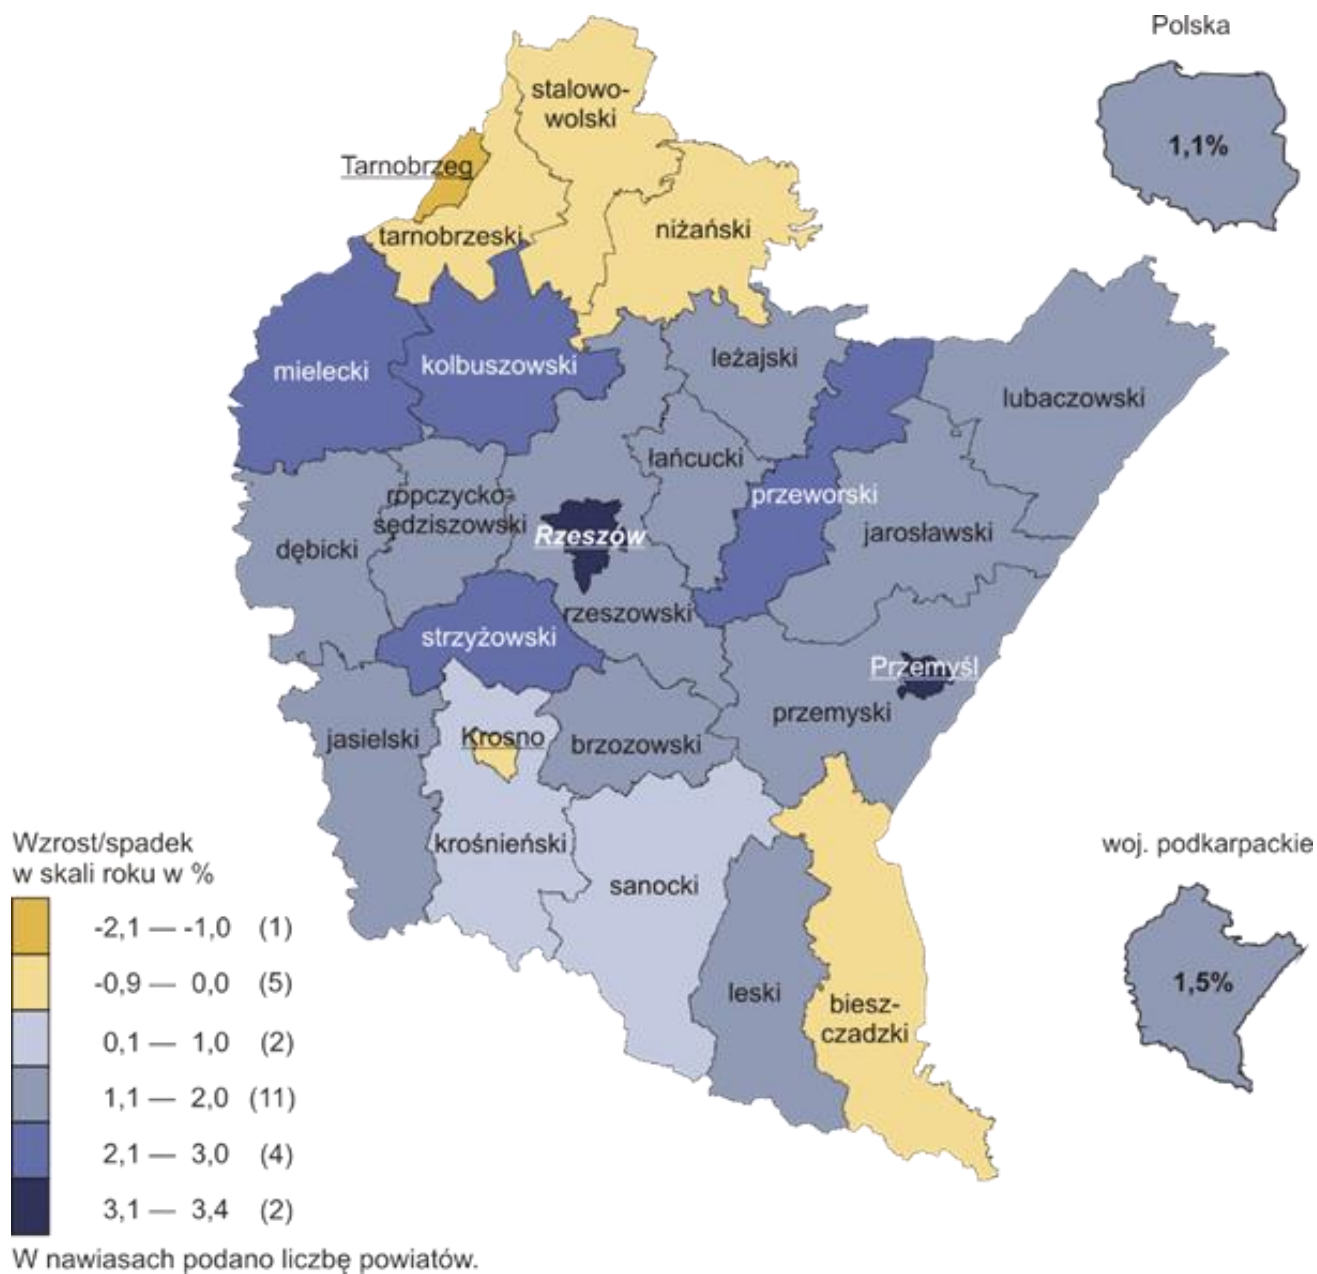 Polska
1,1%
stalowo-
wolski
Tarnobrzeg
tarnobrzeski
niżański
mielecki
kolbuszowski
leżajski
lubaczowski
łańcucki
przeworski
ropczycko-
sędziszowski
Rzeszów
jarosławski
dębicki
rzeszowski
strzyżowski
Przemyśl
przemyski
jasielski
Krosno
brzozowski
krośnieński
sanocki
leski
biesz-
czadzki
woj. podkarpackie
1,5%
Wzrost/spadek
w skali roku w %
-2,1 — -1,0 (1)
-0,9 — 0,0 (5)
0,1 — 1,0 (2)
1,1 — 2,0 (11)
2,1 — 3,0 (4)
3,1 — 3,4 (2)
W nawiasach podano liczbę powiatów.